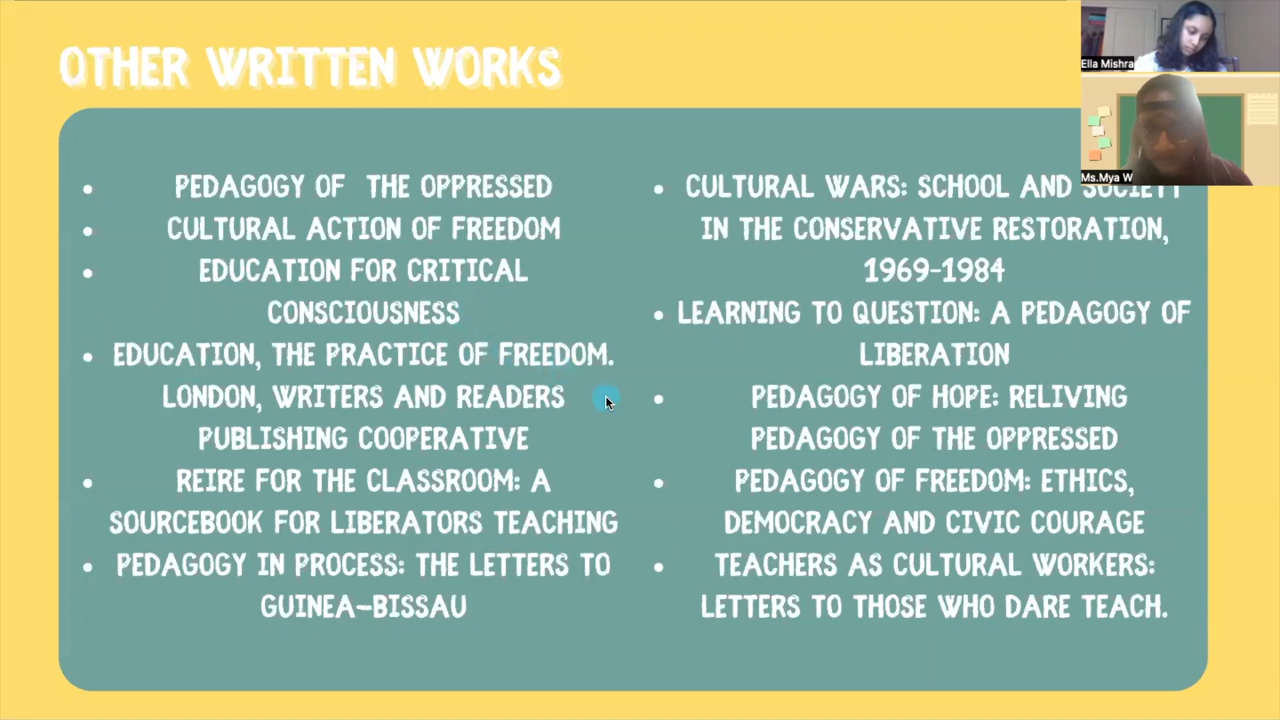 OTHER WRITTEN WORKS
PEDAGOGY OF THE OPPRESSED
CULTURAL ACTION OF FREEDOM
EDUCATION FOR CRITICAL
CONSCIOUSNESS
EDUCATION, THE PRACTICE OF FREEDOM.
LONDON, WRITERS AND READERS
PUBLISHING COOPERATIVE
REIRE FOR THE CLASSROOM: A
SOURCEBOOK FOR LIBERATORS TEACHING
PEDAGOGY IN PROCESS: THE LETTERS TO
GUINEA-BISSAU
CULTURAL WARS: SCHOOL AND SOCIETY
IN THE CONSERVATIVE RESTORATION,
1969-1984
LEARNING TO QUESTION: A PEDAGOGY OF
LIBERATION
PEDAGOGY OF HOPE: RELIVING
PEDAGOGY OF THE OPPRESSED
PEDAGOGY OF FREEDOM: ETHICS,
DEMOCRACY AND CIVIC COURAGE
TEACHERS AS CULTURAL WORKERS:
LETTERS TO THOSE WHO DARE TEACH.
Ella Mishra
Ms.Mya W